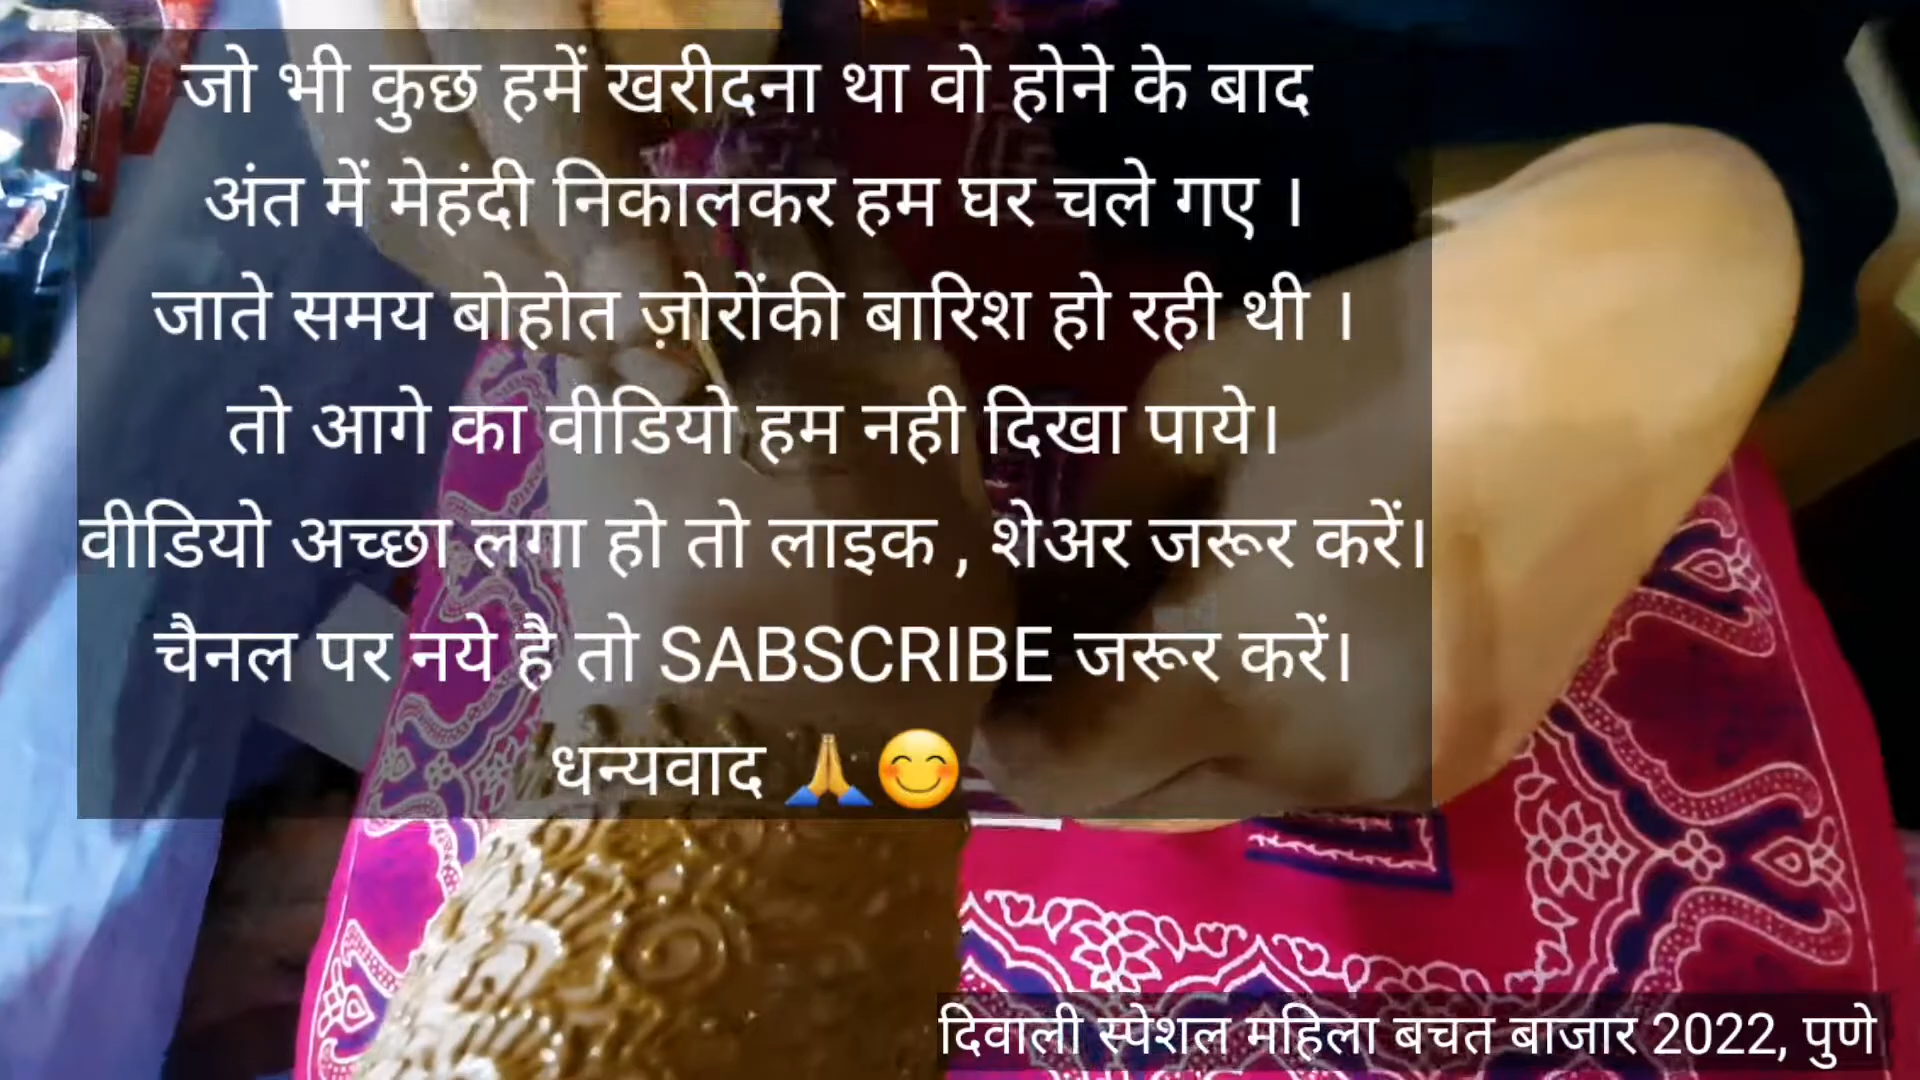 जो भी कुछ हमें खरीदना था वो होने के बाद
अंत में मेहंदी निकालकर हम घर चले गए ।
जाते समय बोहोत ज़ोरोंकी बारिश हो रही थी ।
तो आगे का वीडियो हम नही दिखा पाये।
वीडियो अच्छा लगा हो तो लाइक , शेअर जरूर करें।
चैनल पर नये है तो SABSCRIBE जरूर करें।
धन्यवाद 🙏😊
दिवाली स्पेशल महिला बचत बाजार 2022, पुणे